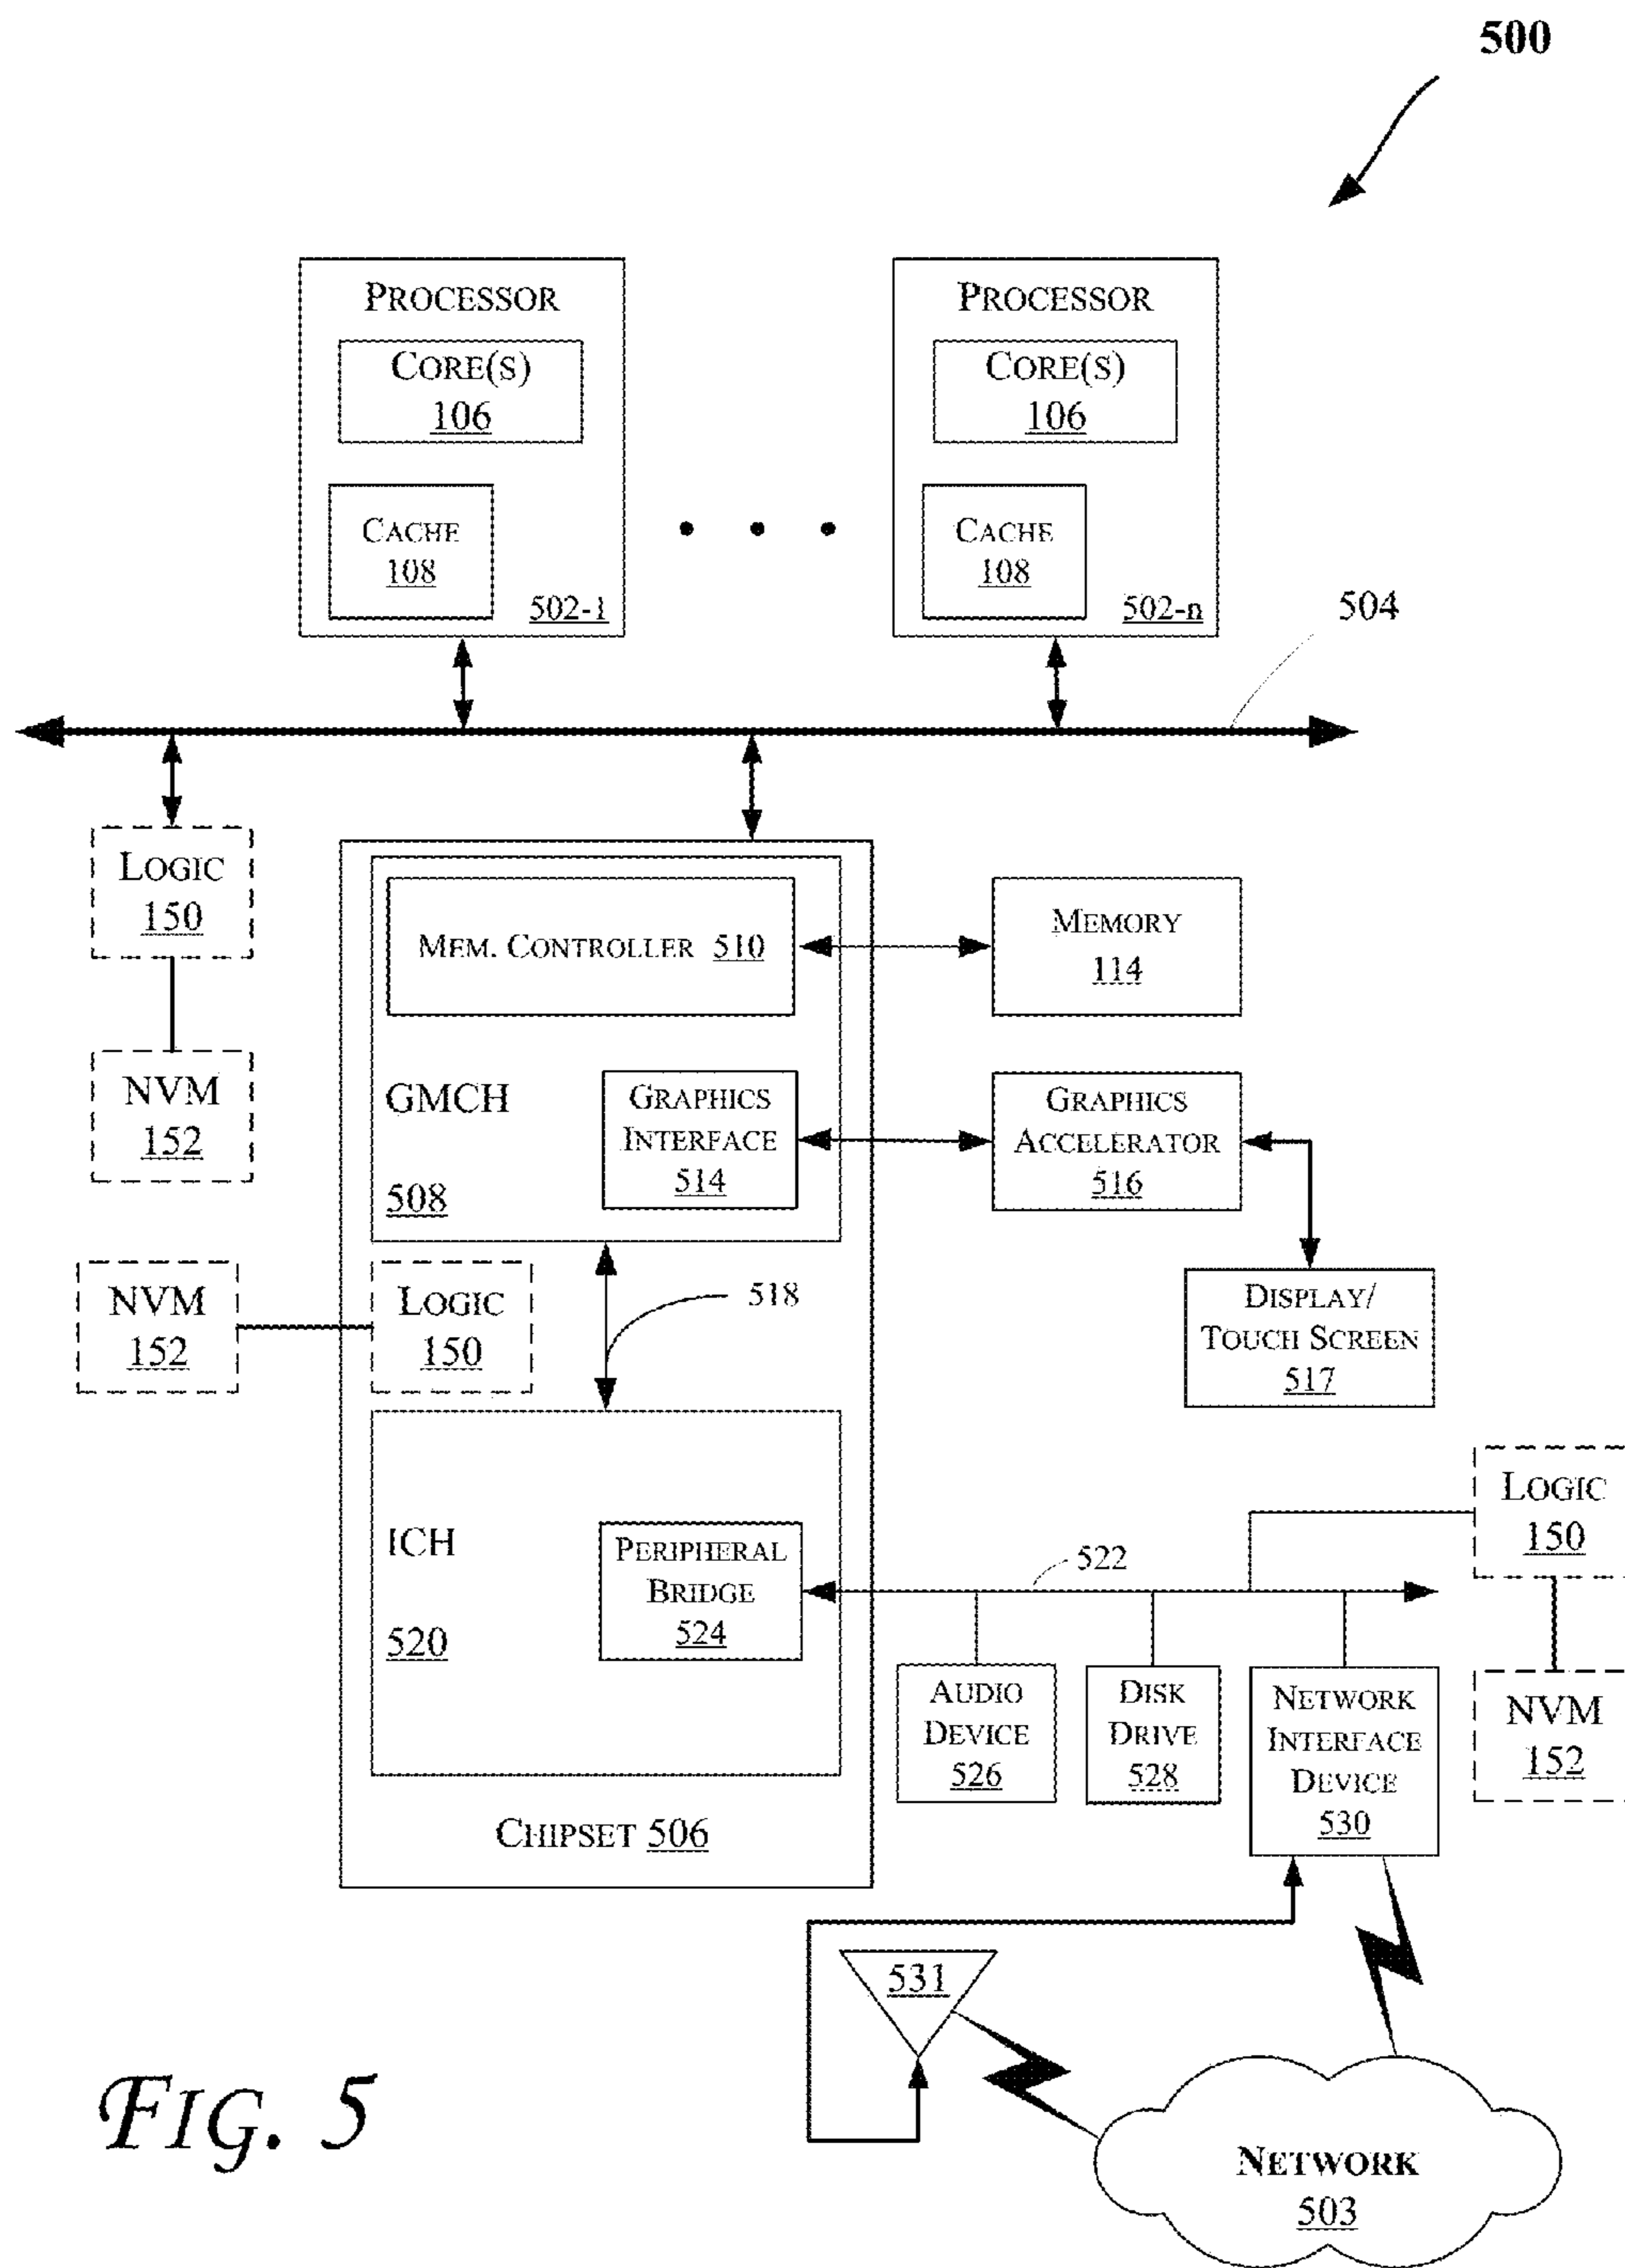 500
PROCESSOR
CORE(S)
106
CACHE
108
502-1
PROCESSOR
CORE(S)
106
CACHE
108
502-n
504
LOGIC
150
NVM
152
MEM. CONTROLLER 510
MEMORY
114
GMCH
508
GRAPHICS
INTERFACE
514
GRAPHICS
ACCELERATOR
516
NVM
152
LOGIC
150
518
DISPLAY/
TOUCH SCREEN
517
ICH
520
PERIPHERAL
BRIDGE
524
522
LOGIC
150
NVM
152
AUDIO
DEVICE
526
DISK
DRIVE
528
NETWORK
INTERFACE
DEVICE
530
CHIPSET 506
531
NETWORK
503
FIG. 5